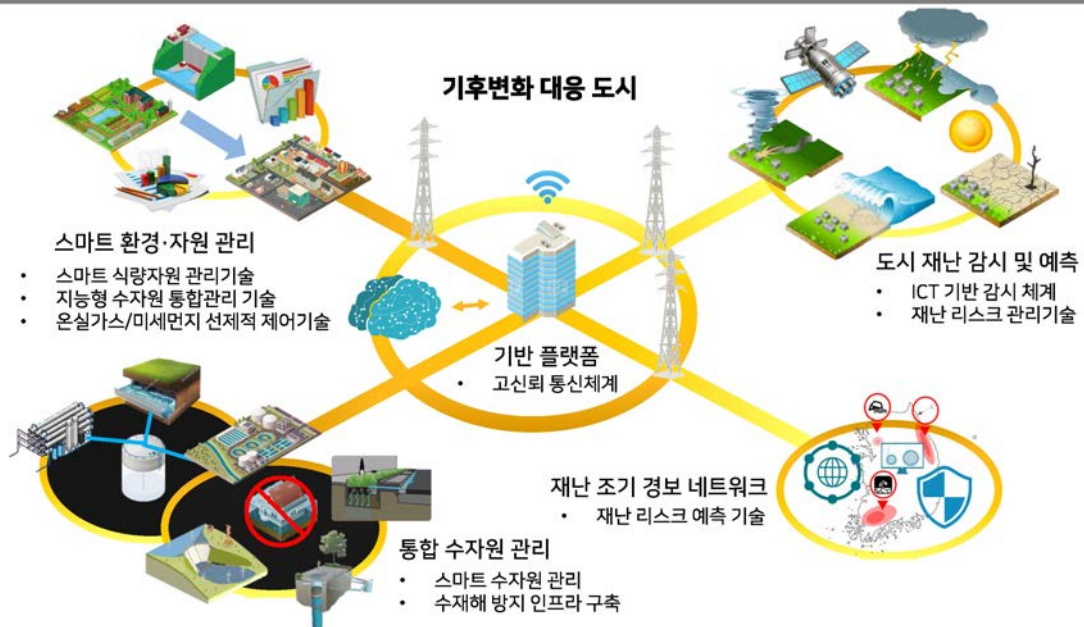 기후변화 대응 도시
스마트 환경·자원 관리
• 스마트 식량자원 관리기술
• 지능형 수자원 통합관리 기술
• 온실가스/미세먼지 선제적 제어기술
도시 재난 감시 및 예측
• ICT 기반 감시 체계
• 재난 리스크 관리기술
기반 플랫폼
• 고신뢰 통신체계
재난 조기 경보 네트워크
• 재난 리스크 예측 기술
통합 수자원 관리
• 스마트 수자원 관리
• 수재해 방지 인프라 구축